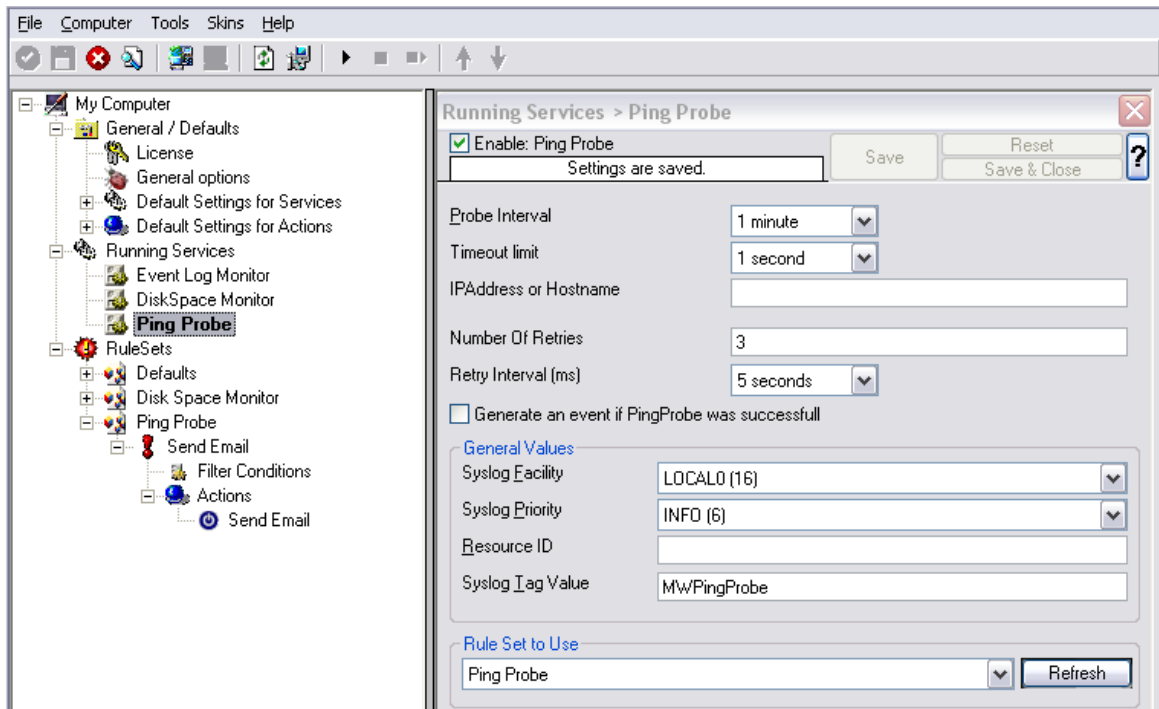 File Computer Tools Skins Help
My Computer
General / Defaults
License
General options
Default Settings for Services
Default Settings for Actions
Running Services
Event Log Monitor
DiskSpace Monitor
Ping Probe
RuleSets
Defaults
Disk Space Monitor
Ping Probe
Send Email
Filter Conditions
Actions
Send Email
Running Services > Ping Probe
Enable: Ping Probe
Settings are saved.
Save
Reset
Save & Close
?
Probe Interval
1 minute
Timeout limit
1 second
IPAddress or Hostname
Number Of Retries
3
Retry Interval (ms)
5 seconds
Generate an event if PingProbe was successfull
General Values
Syslog Facility
LOCAL0 (16)
Syslog Priority
INFO (6)
Resource ID
Syslog Tag Value
MWPingProbe
Rule Set to Use
Ping Probe
Refresh